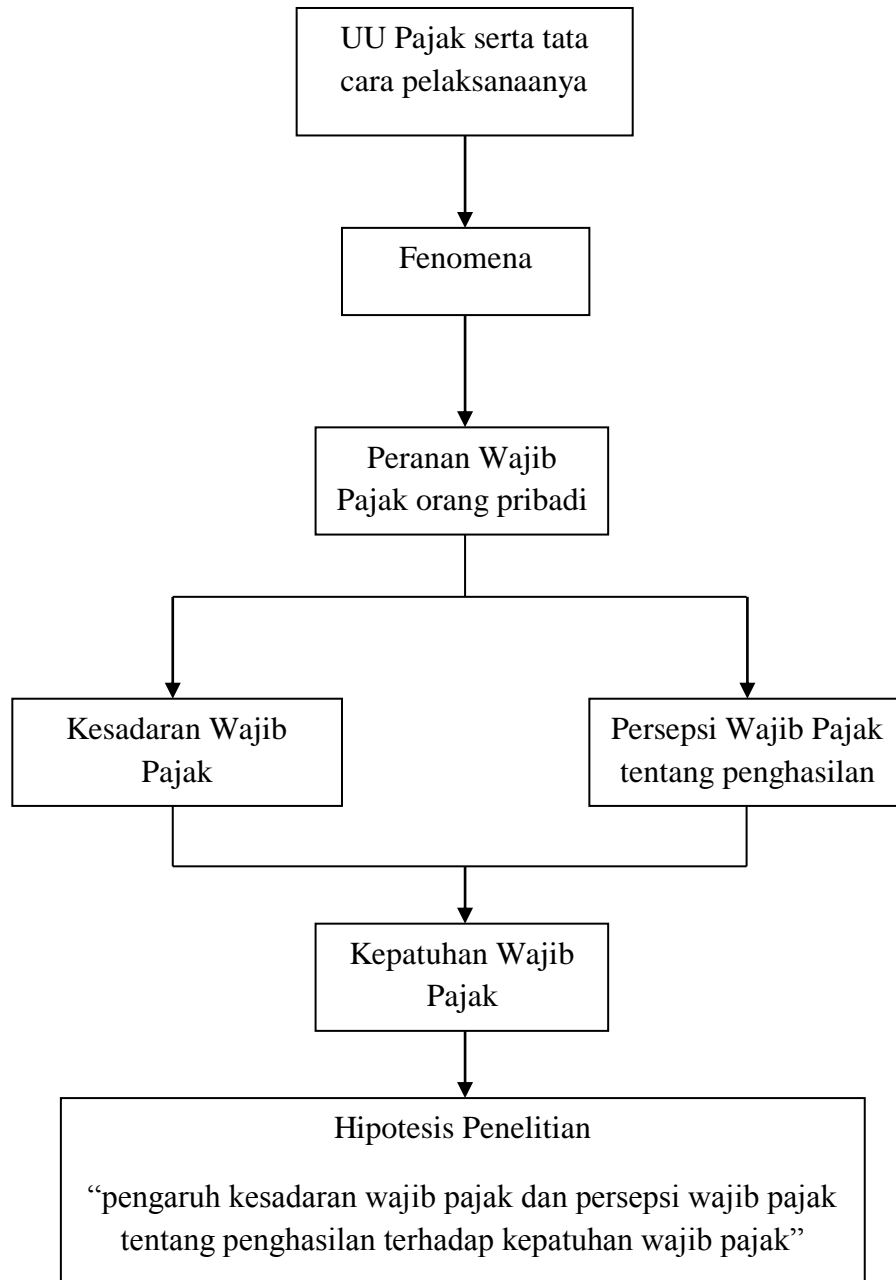 UU Pajak serta tata
cara pelaksanaanya
Fenomena
Peranan Wajib
Pajak orang pribadi
Kesadaran Wajib
Pajak
Persepsi Wajib Pajak
tentang penghasilan
Kepatuhan Wajib
Pajak
Hipotesis Penelitian
“pengaruh kesadaran wajib pajak dan persepsi wajib pajak
tentang penghasilan terhadap kepatuhan wajib pajak”